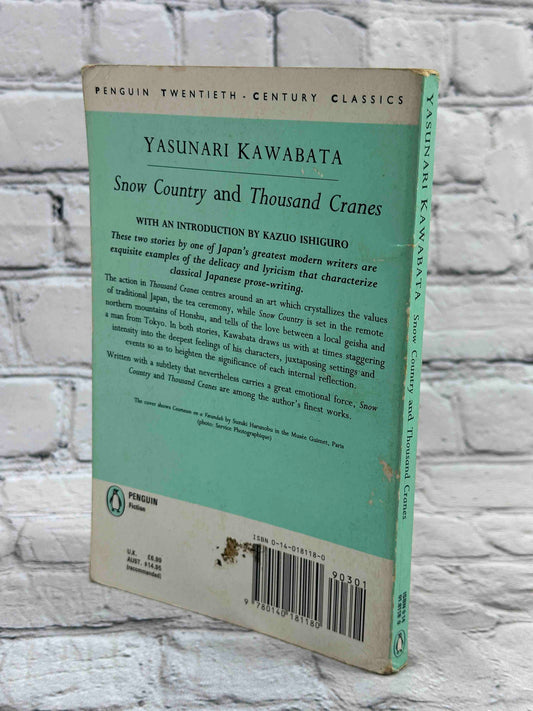 PENGUIN TWENTIETH-CENTURY CLASSICS
YASUNARI KAWABATA
Snow Country and Thousand Cranes
WITH AN INTRODUCTION BY KAZUO ISHIGURO
These two stories by one of Japan's greatest modern writers are
exquisite examples of the delicacy and lyricism that characterize
classical Japanese prose-writing.
The action in Thousand Cranes centres around an art which crystallizes the values
of traditional Japan, the tea ceremony, while Snow Country is set in the remote
northern mountains of Honshu, and tells of the love between a local geisha and
a man from Tokyo. In both stories, Kawabata draws us with at times staggering
intensity into the deepest feelings of his characters, juxtaposing settings and
events so as to heighten the significance of each internal reflection.
Written with a subtlety that nevertheless carries a great emotional force, Snow
Country and Thousand Cranes are among the author's finest works.
The cover shows Courtesan on a Verandah by Suzuki Harunobu in the Musée Guimet, Paris
(photo: Service Photographique)
PENGUIN
Fiction
U.K. £6.99
AUST. $14.95
(recommended)
ISBN 0-14-018118-0
90301
9 780140 181180
YASUNARI KAWABATA Snow Country and Thousand Cranes
ISBN 0-14
01.8118 0